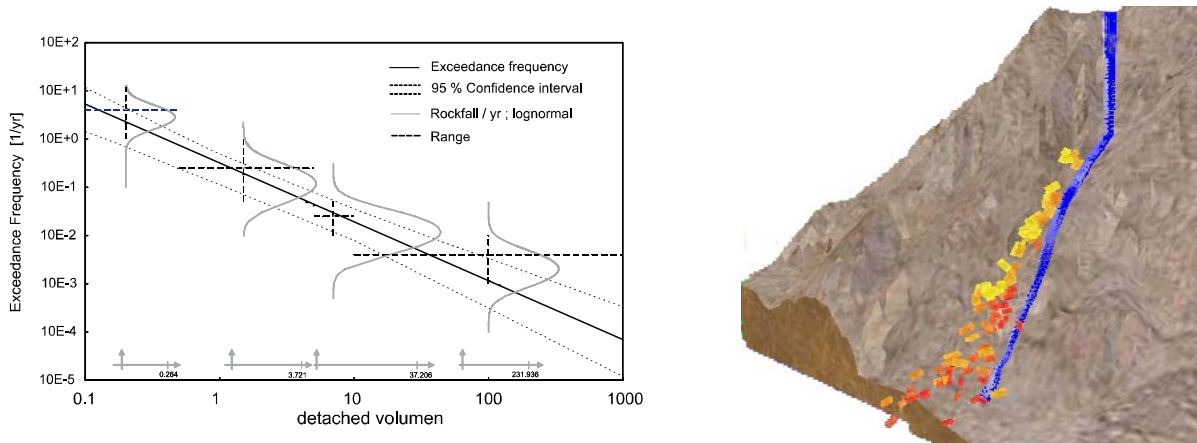 10E+2
10E+1
10E+0
10E-1
10E-2
10E-3
10E-4
10E-5
Exceedance Frequency [1/yr]
Exceedance frequency
95 % Confidence interval
Rockfall / yr ; lognormal
Range
0.284
3.721
37.206
231.936
0.1
1
10
100
1000
detached volumen